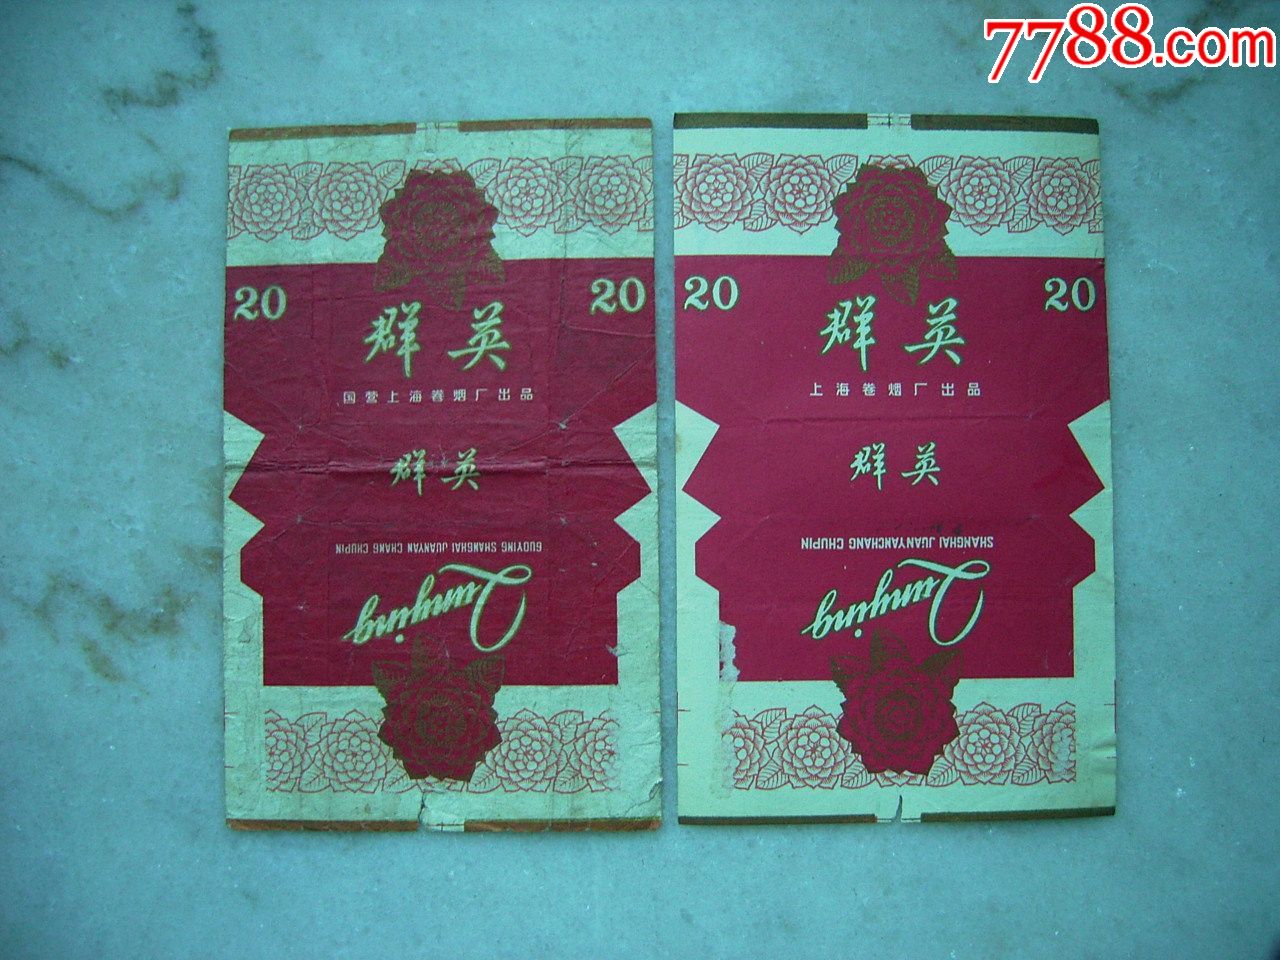 7788.com
20 20
群英
国营上海卷烟厂出品
群英
GUOYING SHANGHAI JUANYAN CHANG CHUPIN
Qunying
20 20
群英
上海卷烟厂出品
群英
SHANGHAI JUANYANCHANG CHUPIN
Qunying